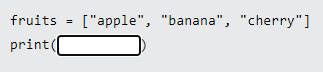 fruits = ["apple", "banana", "cherry"]
print()